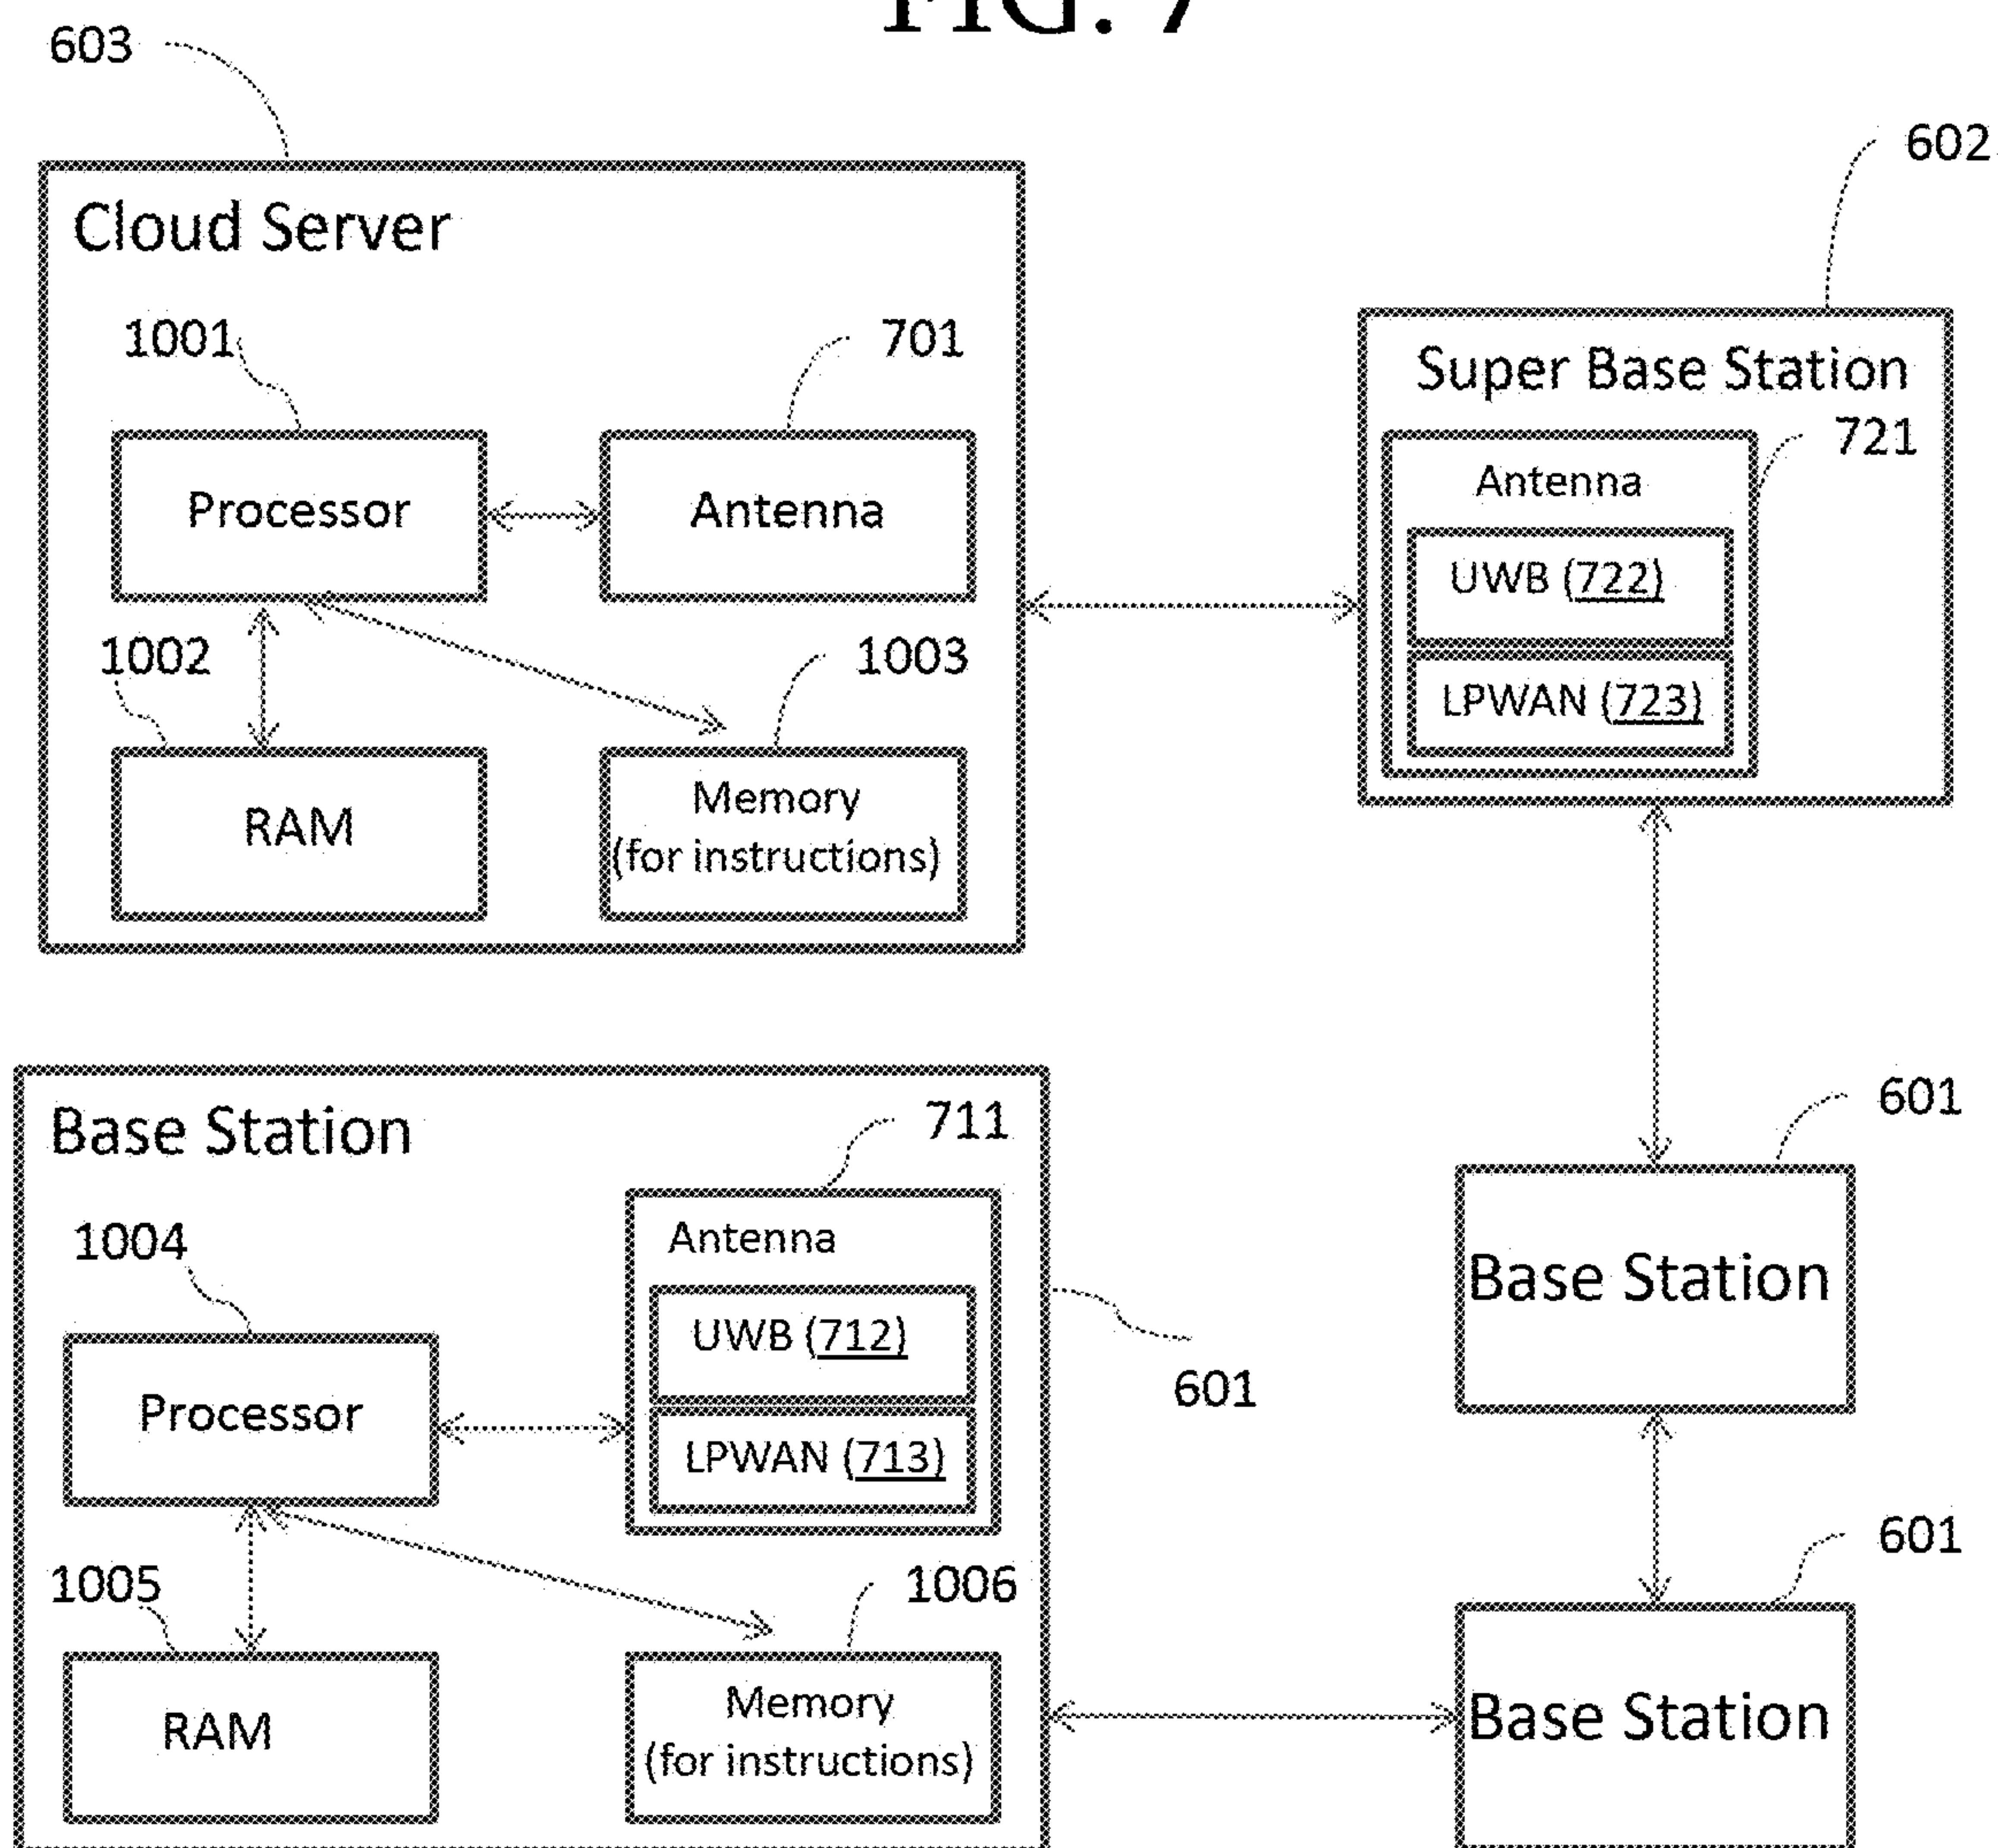 FIG. 7
603
602
Cloud Server
1001
701
Super Base Station
721
Processor
Antenna
Antenna
UWB (722)
LPWAN (723)
1002
1003
RAM
Memory
(for instructions)
Base Station
711
601
1004
Antenna
UWB (712)
LPWAN (713)
Processor
601
Base Station
1005
1006
601
RAM
Memory
(for instructions)
Base Station